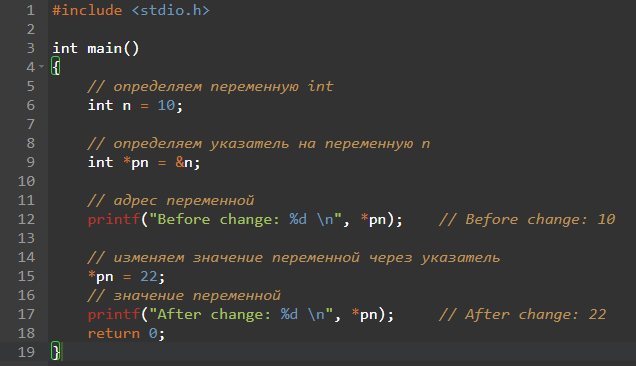 1 #include <stdio.h>
2
3 int main()
4 {
5 // определяем переменную int
6 int n = 10;
7
8 // определяем указатель на переменную n
9 int *pn = &n;
10
11 // адрес переменной
12 printf("Before change: %d \n", *pn); // Before change: 10
13
14 // изменяем значение переменной через указатель
15 *pn = 22;
16 // значение переменной
17 printf("After change: %d \n", *pn); // After change: 22
18 return 0;
19 }